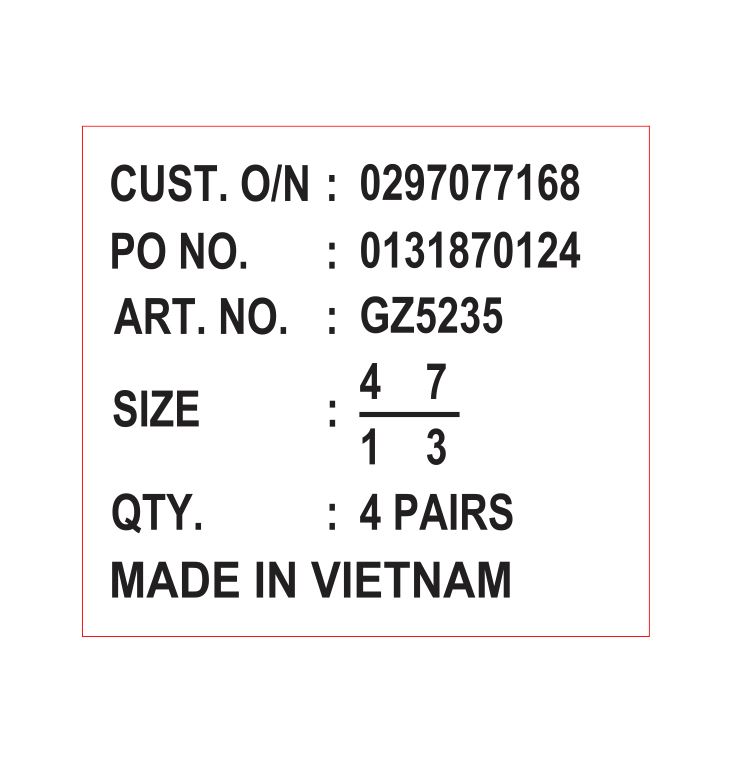 CUST. O/N : 0297077168
PO NO. : 0131870124
ART. NO. : GZ5235
4 7
SIZE :
1 3
QTY. : 4 PAIRS
MADE IN VIETNAM